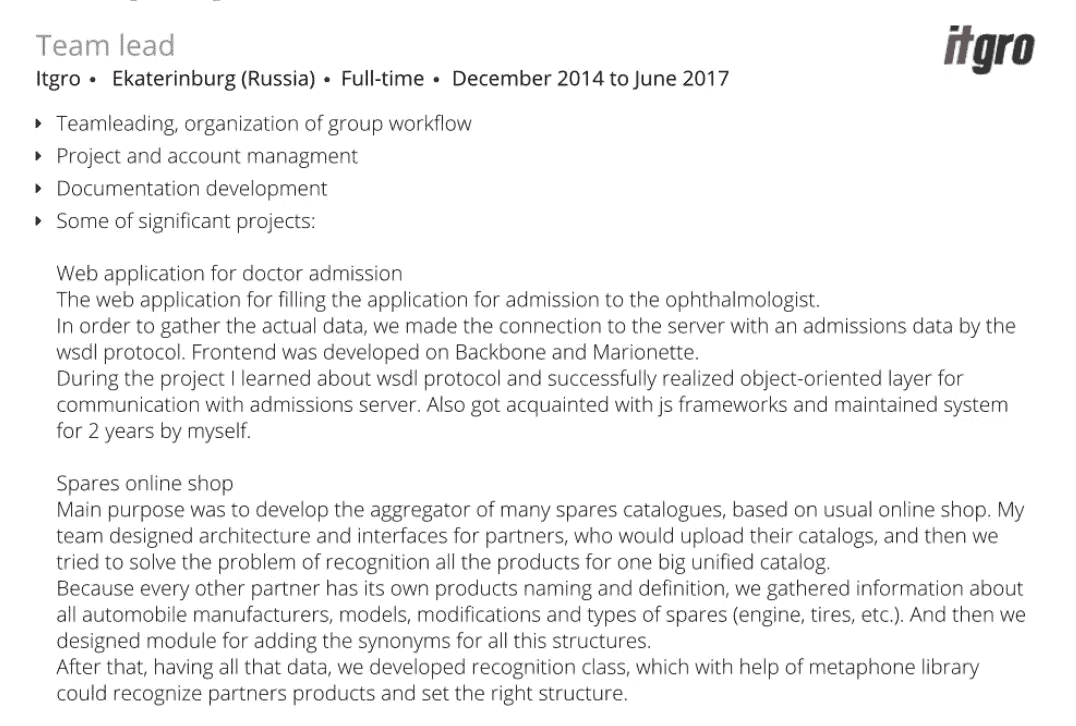 Team lead
itgro
Itgro • Ekaterinburg (Russia) • Full-time • December 2014 to June 2017
Teamleading, organization of group workflow
Project and account managment
Documentation development
Some of significant projects:
Web application for doctor admission
The web application for filling the application for admission to the ophthalmologist.
In order to gather the actual data, we made the connection to the server with an admissions data by the
wsdl protocol. Frontend was developed on Backbone and Marionette.
During the project I learned about wsdl protocol and successfully realized object-oriented layer for
communication with admissions server. Also got acquainted with js frameworks and maintained system
for 2 years by myself.
Spares online shop
Main purpose was to develop the aggregator of many spares catalogues, based on usual online shop. My
team designed architecture and interfaces for partners, who would upload their catalogs, and then we
tried to solve the problem of recognition all the products for one big unified catalog.
Because every other partner has its own products naming and definition, we gathered information about
all automobile manufacturers, models, modifications and types of spares (engine, tires, etc.). And then we
designed module for adding the synonyms for all this structures.
After that, having all that data, we developed recognition class, which with help of metaphone library
could recognize partners products and set the right structure.